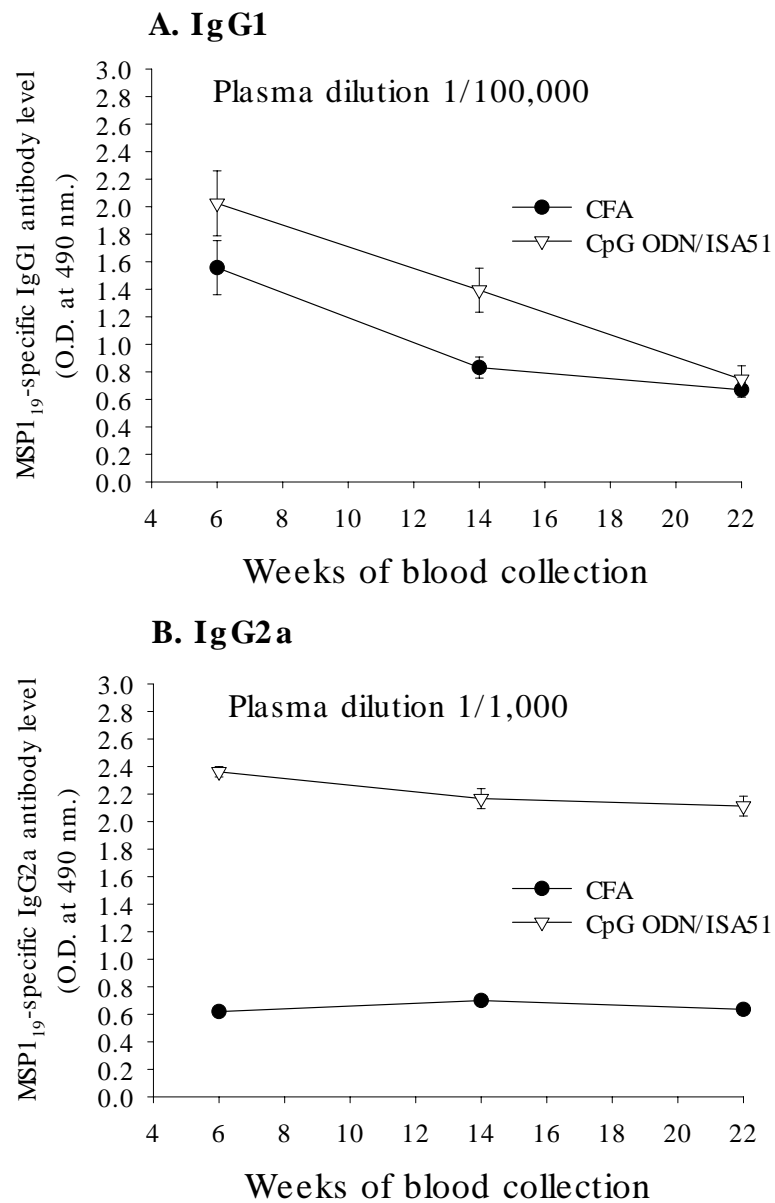 A. IgG1
Plasma dilution 1/100,000
MSP1₁₉-specific IgG1 antibody level
(O.D. at 490 nm.)
3.0
2.8
2.6
2.4
2.2
2.0
1.8
1.6
1.4
1.2
1.0
0.8
0.6
0.4
0.2
0.0
CFA
CpG ODN/ISA51
4 6 8 10 12 14 16 18 20 22
Weeks of blood collection
B. IgG2a
Plasma dilution 1/1,000
MSP1₁₉-specific IgG2a antibody level
(O.D. at 490 nm.)
3.0
2.8
2.6
2.4
2.2
2.0
1.8
1.6
1.4
1.2
1.0
0.8
0.6
0.4
0.2
0.0
CFA
CpG ODN/ISA51
4 6 8 10 12 14 16 18 20 22
Weeks of blood collection